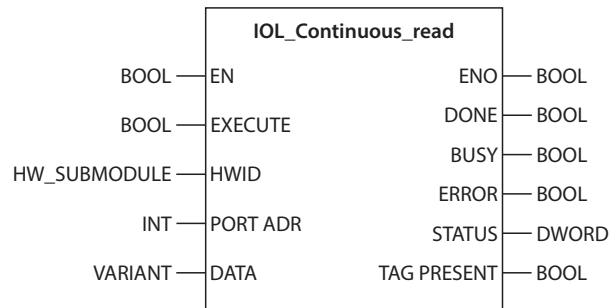 IOL_Continuous_read
BOOL EN ENO BOOL
BOOL EXECUTE DONE BOOL
HW_SUBMODULE HWID BUSY BOOL
INT PORT ADR ERROR BOOL
VARIANT DATA STATUS DWORD
TAG PRESENT BOOL